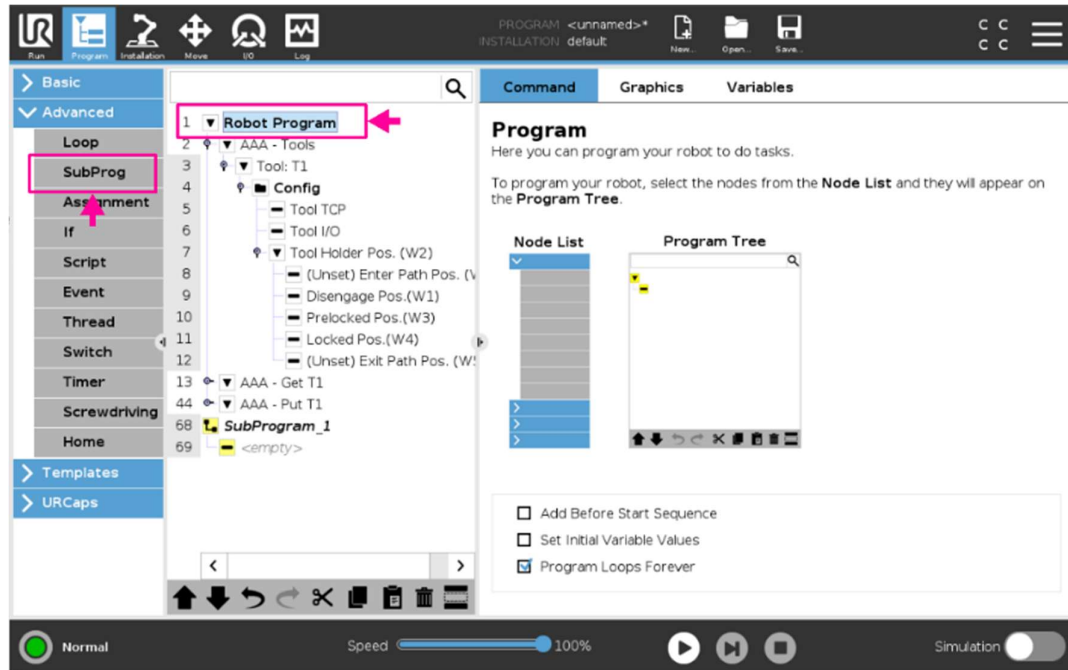 UR
Run
Program
Installation
Move
I/O
Log
PROGRAM <unnamed>*
INSTALLATION default
New...
Open...
Save...
C C
C C
Basic
Advanced
Loop
SubProg
Assignment
If
Script
Event
Thread
Switch
Timer
Screwdriving
Home
Templates
URCaps
1 Robot Program
2 AAA - Tools
3 Tool: T1
4 Config
5 Tool TCP
6 Tool I/O
7 Tool Holder Pos. (W2)
8 (Unset) Enter Path Pos. (W
9 Disengage Pos.(W1)
10 Prelocked Pos.(W3)
11 Locked Pos.(W4)
12 (Unset) Exit Path Pos. (W5
13 AAA - Get T1
44 AAA - Put T1
68 SubProgram_1
69 <empty>
Command Graphics Variables
Program
Here you can program your robot to do tasks.
To program your robot, select the nodes from the Node List and they will appear on
the Program Tree.
Node List
Program Tree
Add Before Start Sequence
Set Initial Variable Values
Program Loops Forever
Normal
Speed 100%
Simulation